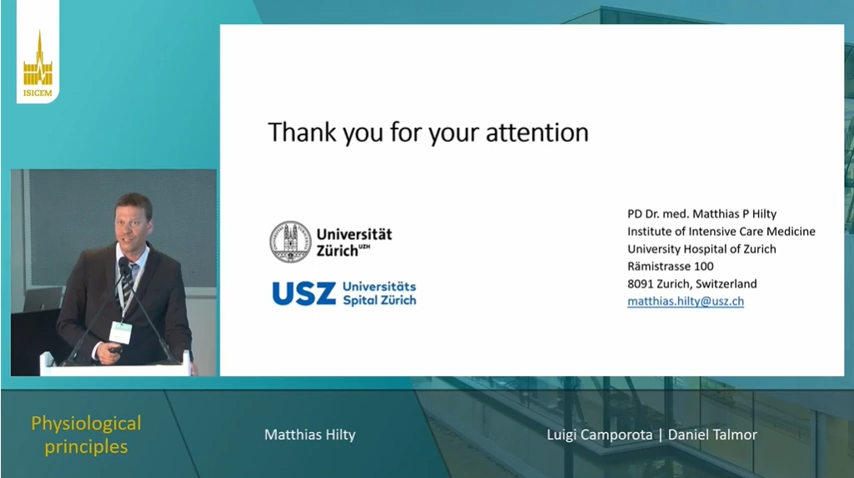 ISICEM
Thank you for your attention
Universität
Zürich UZH
USZ Universitäts
Spital Zürich
PD Dr. med. Matthias P Hilty
Institute of Intensive Care Medicine
University Hospital of Zurich
Rämistrasse 100
8091 Zurich, Switzerland
matthias.hilty@usz.ch
Physiological
principles
Matthias Hilty
Luigi Camporota | Daniel Talmor